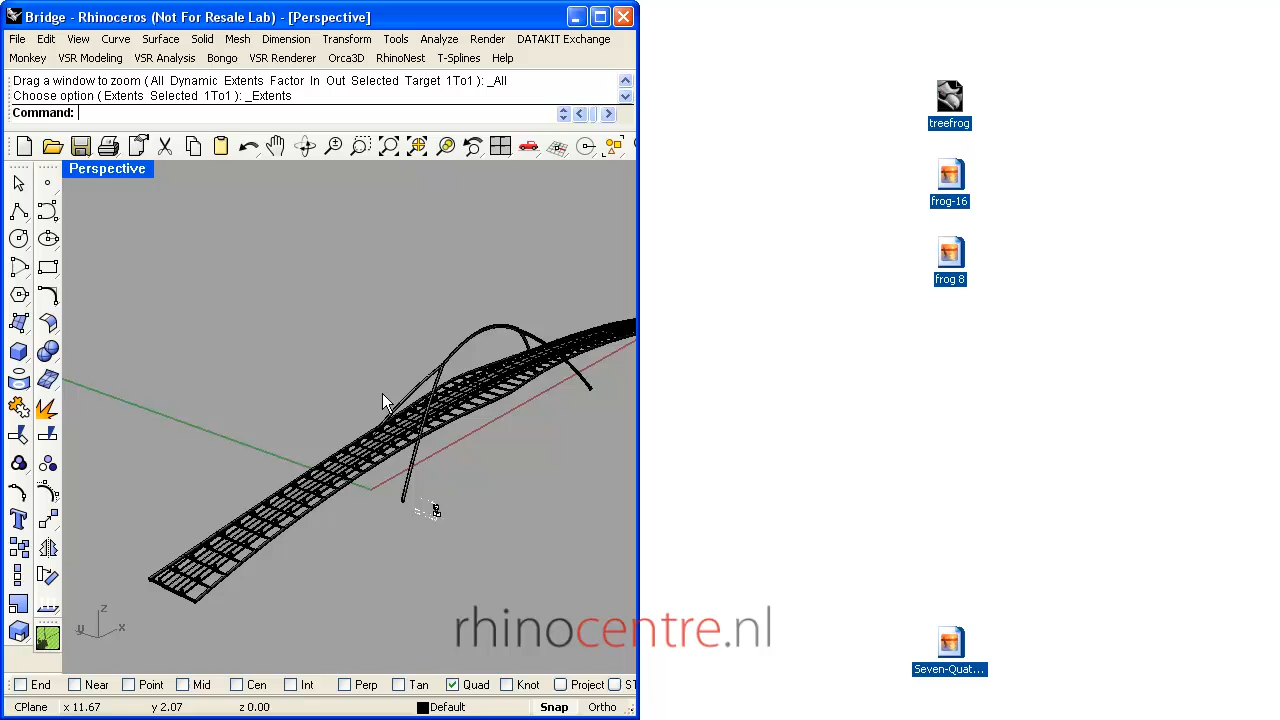 Bridge - Rhinoceros (Not For Resale Lab) - [Perspective]
File Edit View Curve Surface Solid Mesh Dimension Transform Tools Analyze Render DATAKIT Exchange
Monkey VSR Modeling VSR Analysis Bongo VSR Renderer Orca3D RhinoNest T-Splines Help
Drag a window to zoom ( All Dynamic Extents Factor In Out Selected Target 1To1 ): _All
Choose option ( Extents Selected 1To1 ): _Extents
Command:
Perspective
treefrog
frog-16
frog 8
z
y
x
rhinocentre.nl
Seven-Quat...
End Near Point Mid Cen Int Perp Tan Quad Knot Project ST
CPlane x 11.67 y 2.07 z 0.00 Default Snap Ortho